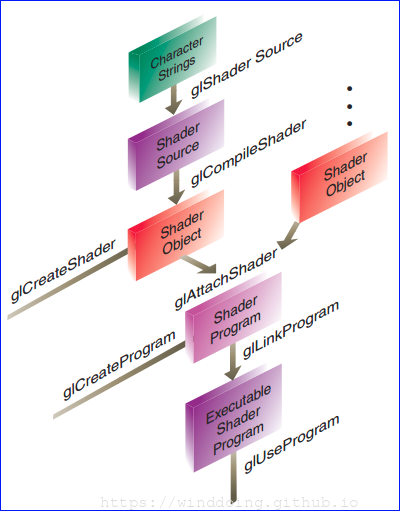 Character
Strings
glShader Source
Shader
Source
glCompileShader
Shader
Object
Shader
Object
glCreateShader
glAttachShader
Shader
Program
glCreateProgram
glLinkProgram
Executable
Shader
Program
glUseProgram
https://winddoing.github.io